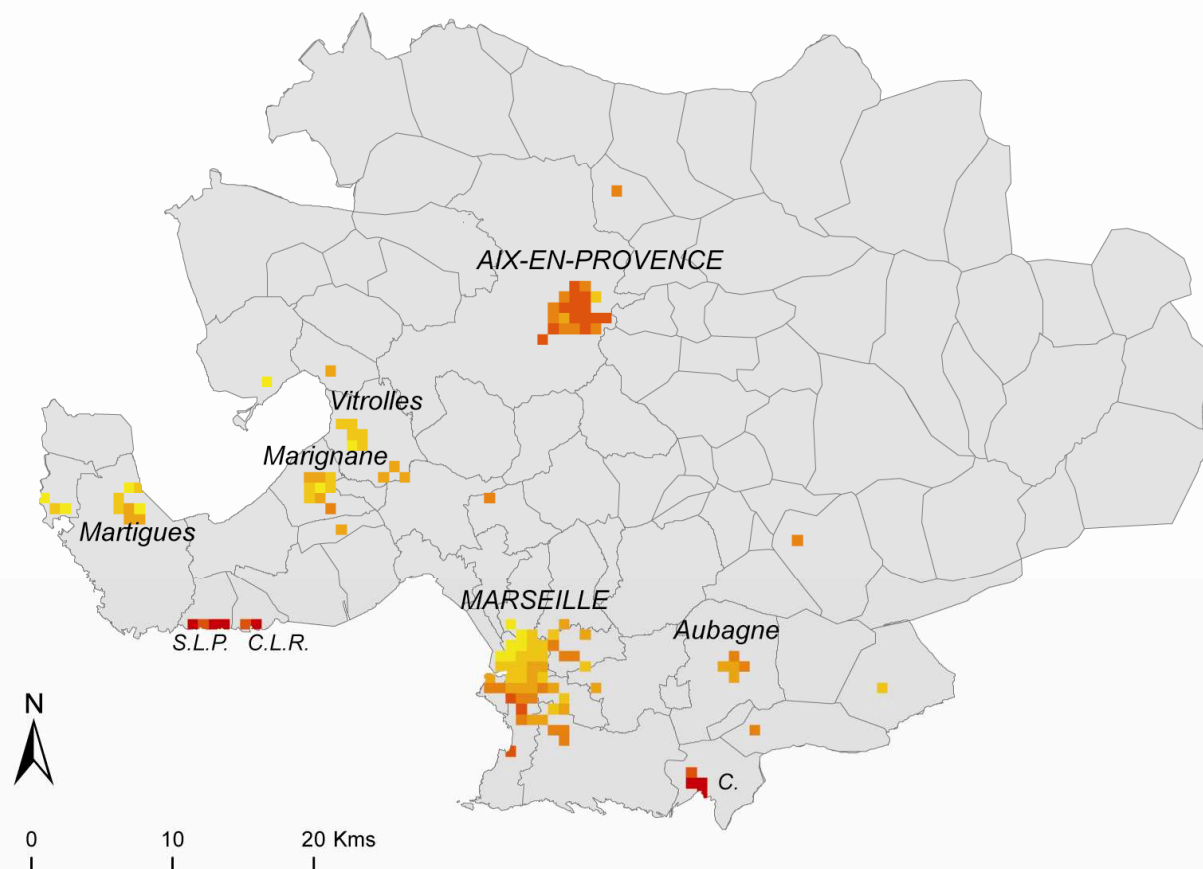 AIX-EN-PROVENCE
Vitrolles
Marignane
Martigues
MARSEILLE
Aubagne
S.L.P. C.L.R.
N
C.
0 10 20 Kms